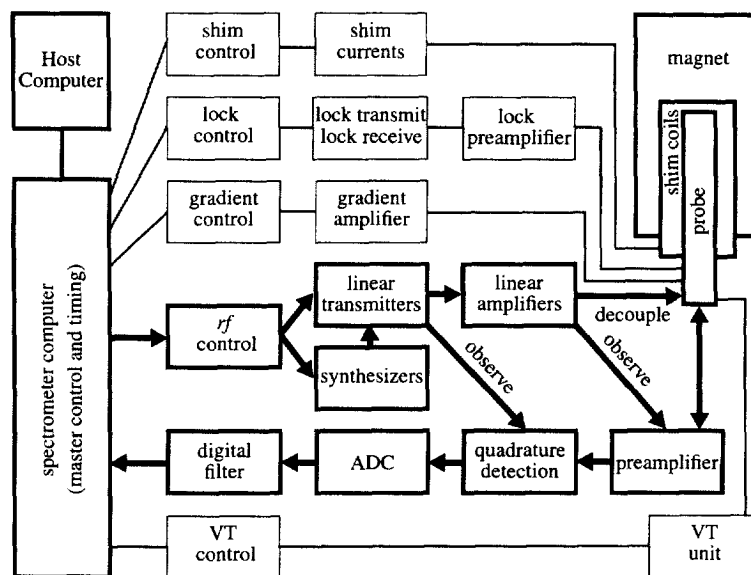 Host
Computer
shim
control
shim
currents
magnet
lock
control
lock transmit
lock receive
lock
preamplifier
shim coils
probe
gradient
control
gradient
amplifier
spectrometer computer
(master control and timing)
rf
control
linear
transmitters
linear
amplifiers
decouple
synthesizers
observe
observe
digital
filter
ADC
quadrature
detection
preamplifier
VT
control
VT
unit